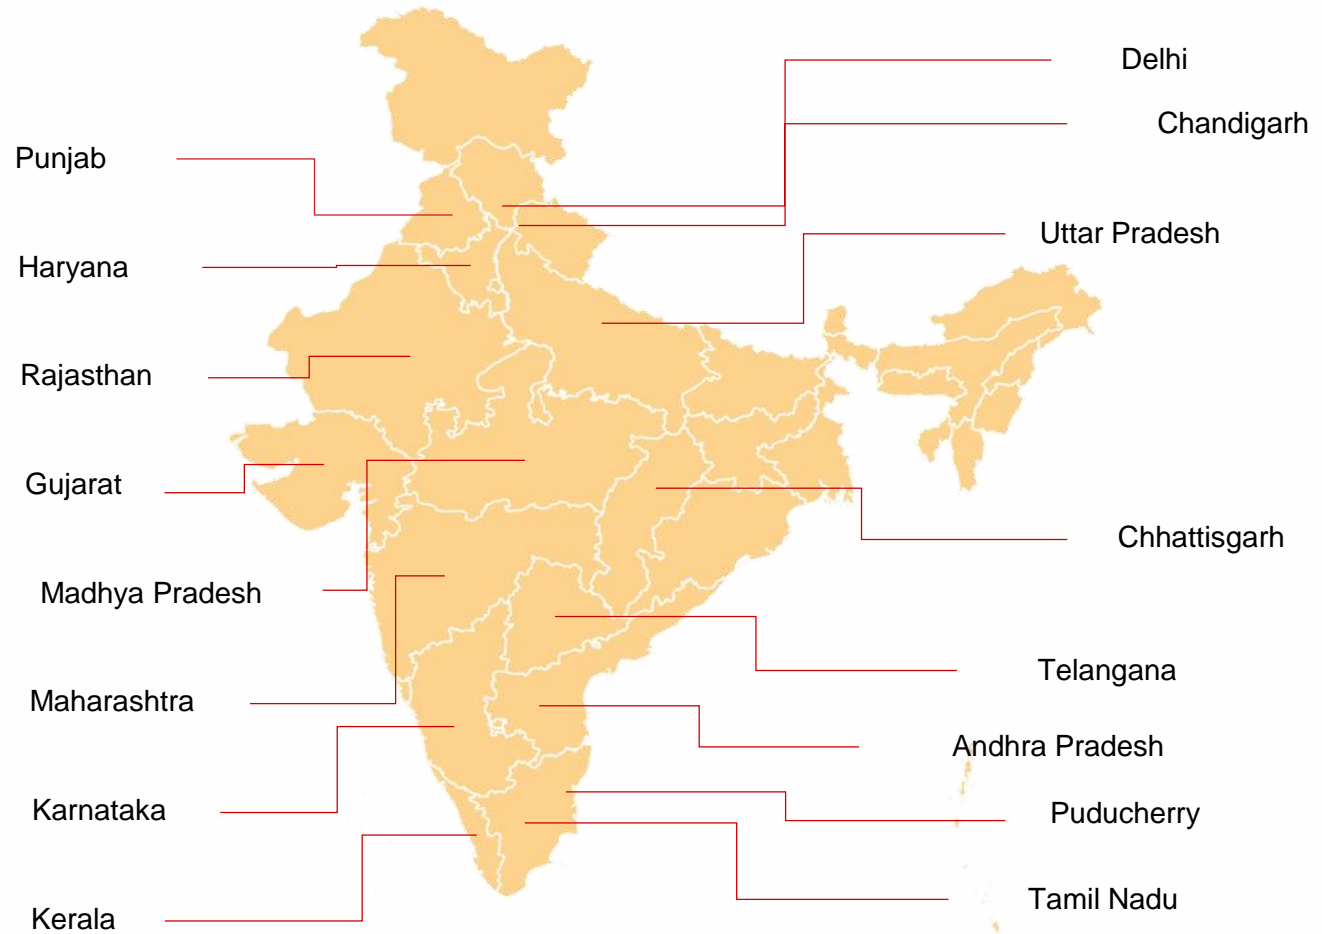 Delhi
Chandigarh
Punjab
Uttar Pradesh
Haryana
Rajasthan
Gujarat
Chhattisgarh
Madhya Pradesh
Telangana
Maharashtra
Andhra Pradesh
Karnataka
Puducherry
Tamil Nadu
Kerala